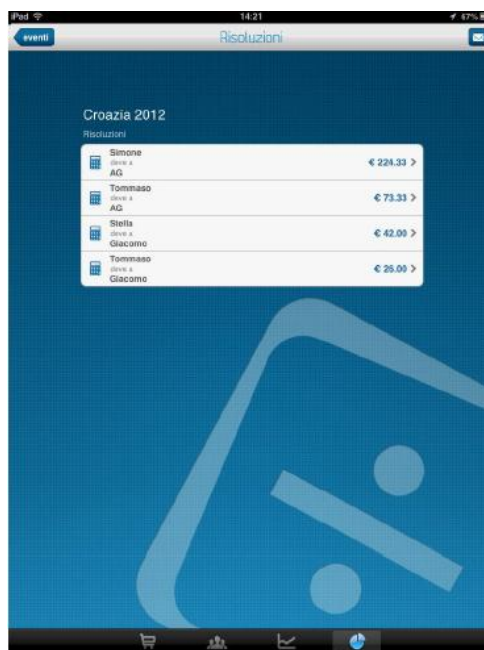 iPad
14:21
67%
eventi
Risoluzioni
Croazia 2012
Risoluzioni
Simone
deve a
AG
€ 224.33
Tommaso
deve a
AG
€ 73.33
Stella
deve a
Giacomo
€ 42.00
Tommaso
deve a
Giacomo
€ 25.00